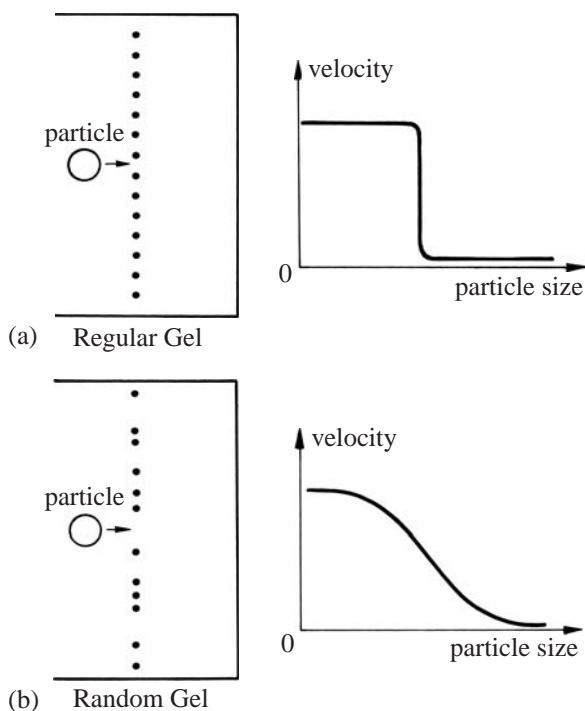 velocity
particle
0
particle size
(a) Regular Gel
velocity
particle
0
particle size
(b) Random Gel